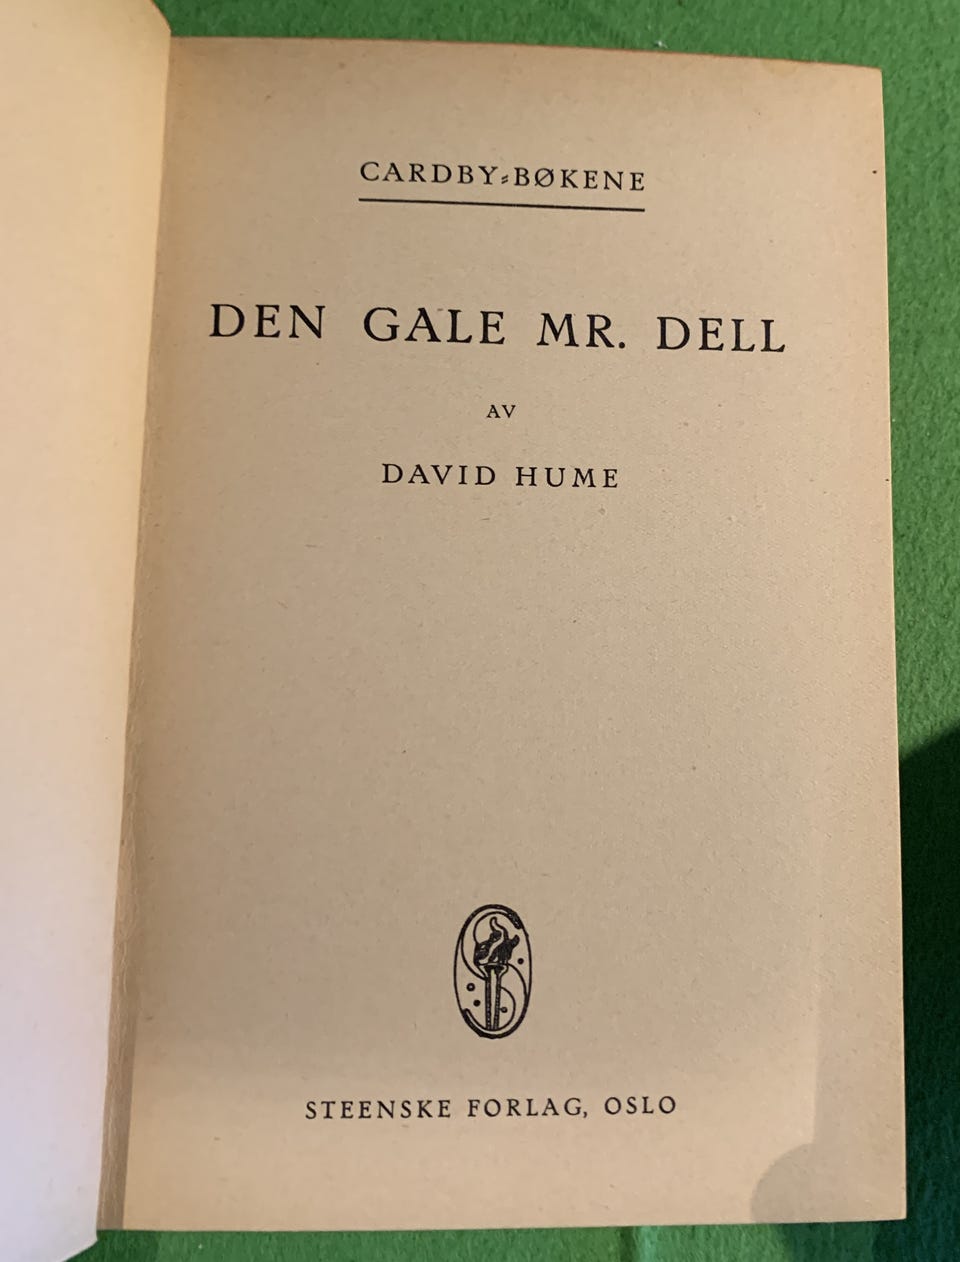 CARDBY-BØKENE
DEN GALE MR. DELL
AV
DAVID HUME
STEENSKE FORLAG, OSLO